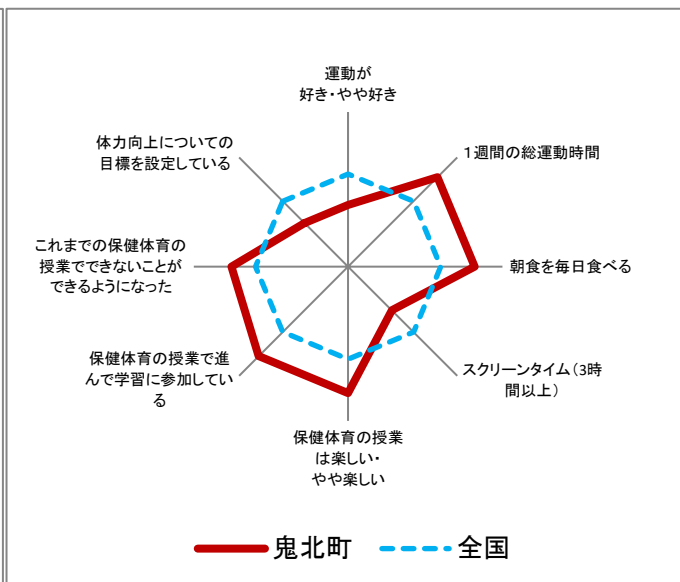 運動が
好き・やや好き
1週間の総運動時間
朝食を毎日食べる
スクリーンタイム(3時
間以上)
保健体育の授業
は楽しい・
やや楽しい
保健体育の授業で進
んで学習に参加してい
る
これまでの保健体育の
授業でできないことが
できるようになった
体力向上についての
目標を設定している
鬼北町 全国